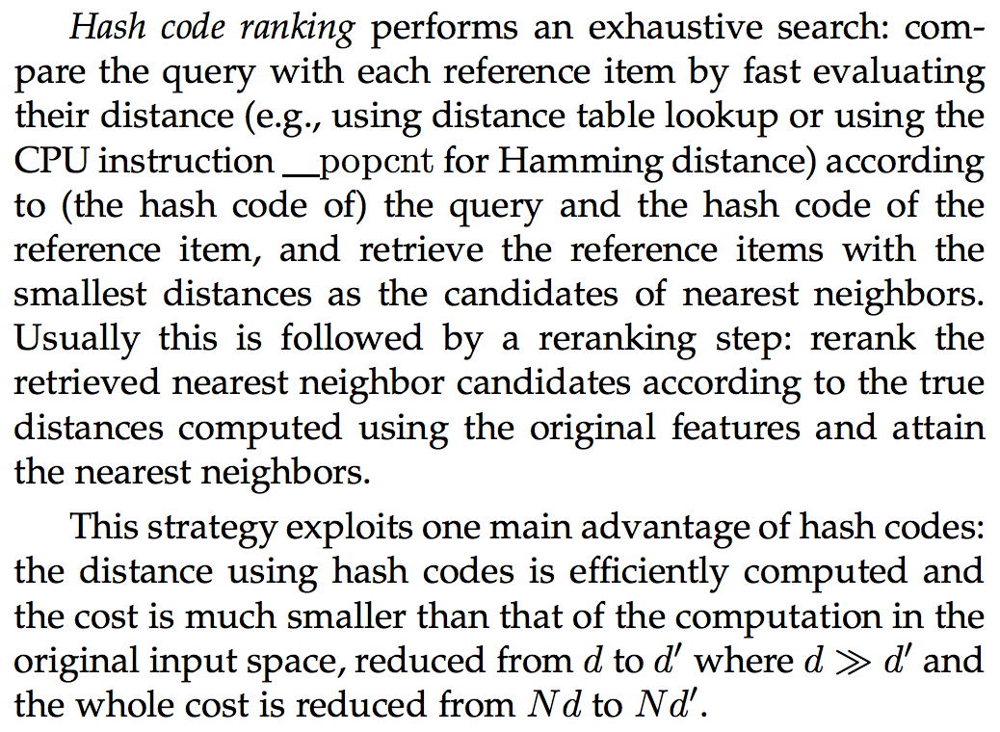 Hash code ranking performs an exhaustive search: com-
pare the query with each reference item by fast evaluating
their distance (e.g., using distance table lookup or using the
CPU instruction __popcnt for Hamming distance) according
to (the hash code of) the query and the hash code of the
reference item, and retrieve the reference items with the
smallest distances as the candidates of nearest neighbors.
Usually this is followed by a reranking step: rerank the
retrieved nearest neighbor candidates according to the true
distances computed using the original features and attain
the nearest neighbors.
This strategy exploits one main advantage of hash codes:
the distance using hash codes is efficiently computed and
the cost is much smaller than that of the computation in the
original input space, reduced from d to d′ where d ≫ d′ and
the whole cost is reduced from Nd to Nd′.